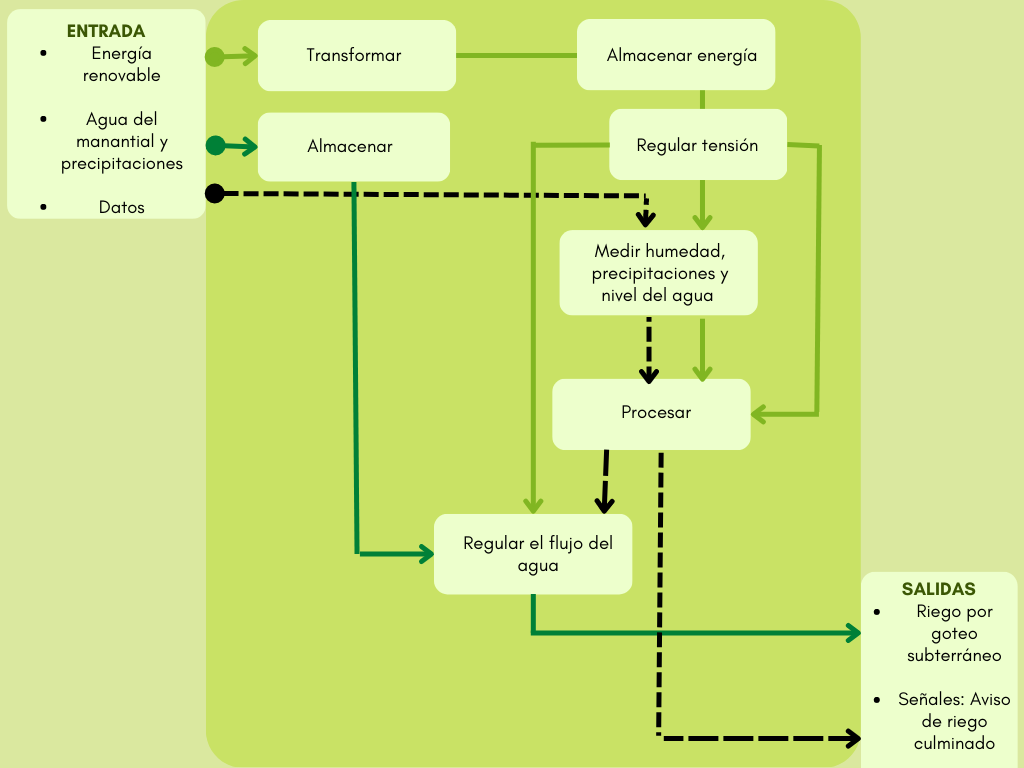 ENTRADA
• Energía
renovable
• Agua del
manantial y
precipitaciones
• Datos
Transformar
Almacenar energía
Almacenar
Regular tensión
Medir humedad,
precipitaciones y
nivel del agua
Procesar
Regular el flujo del
agua
SALIDAS
• Riego por
goteo
subterráneo
• Señales: Aviso
de riego
culminado